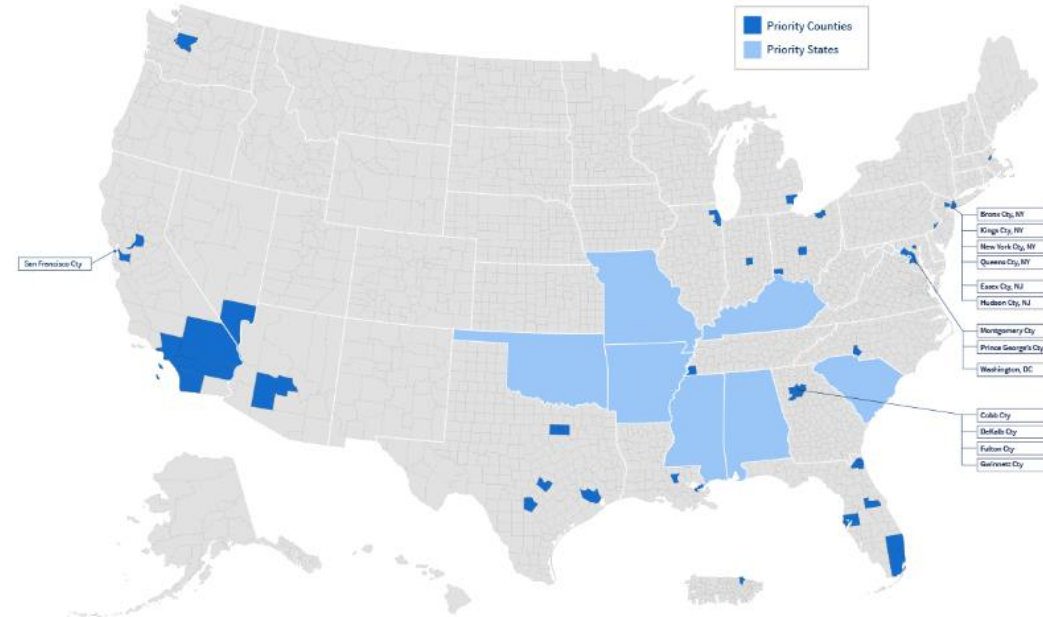 Priority Counties
Priority States
San Francisco Cty
Bronx Cty, NY
Kings Cty, NY
New York Cty, NY
Queens Cty, NY
Essex Cty, NJ
Hudson Cty, NJ
Montgomery Cty
Prince George's Cty
Washington, DC
Cobb Cty
DeKalb Cty
Fulton Cty
Gwinnett Cty